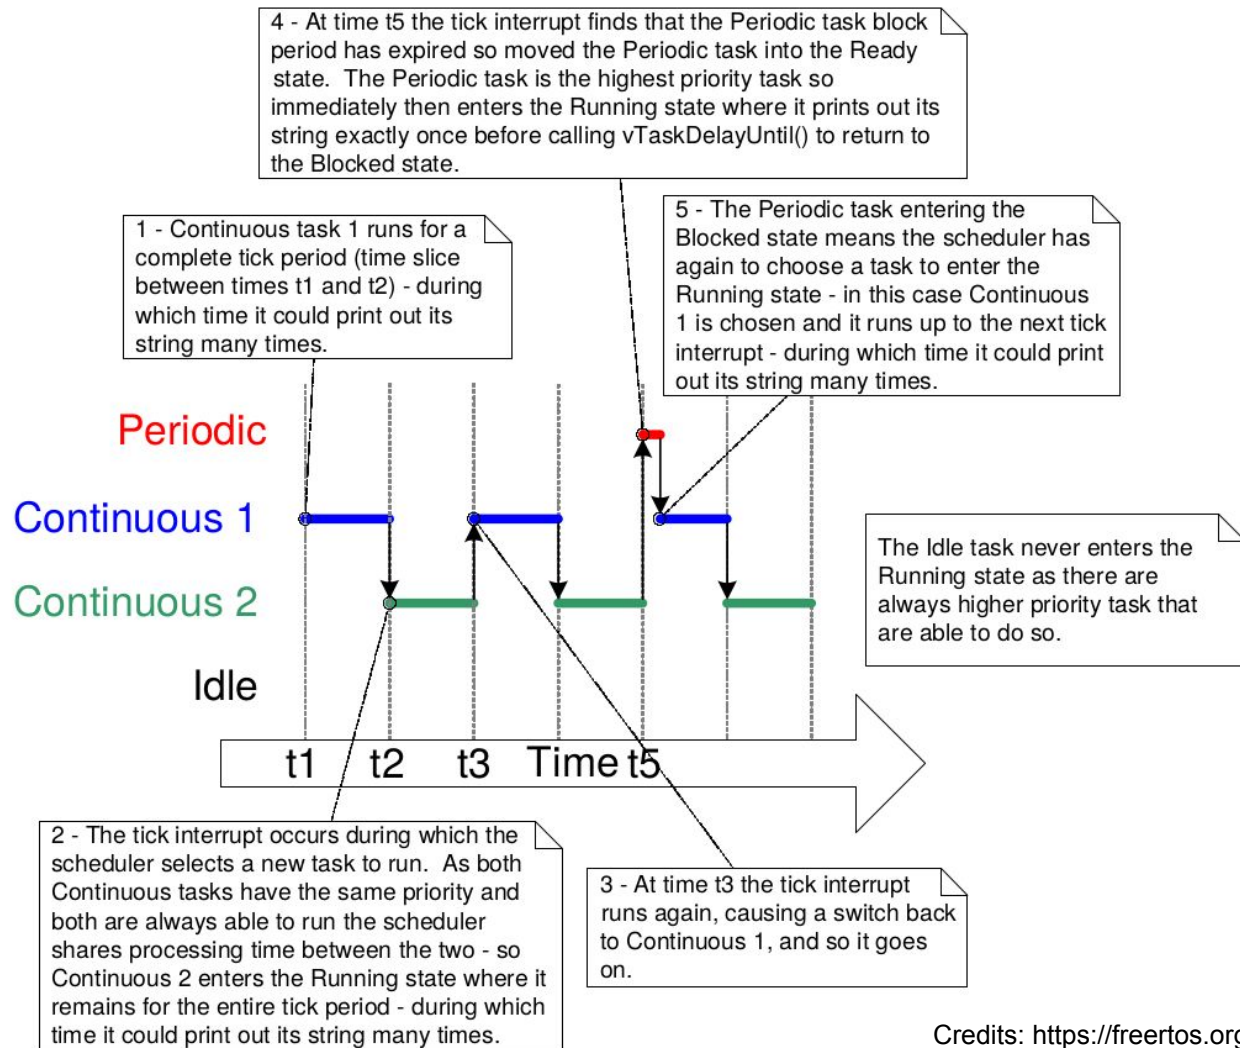 4 - At time t5 the tick interrupt finds that the Periodic task block
period has expired so moved the Periodic task into the Ready
state.  The Periodic task is the highest priority task so
immediately then enters the Running state where it prints out its
string exactly once before calling vTaskDelayUntil() to return to
the Blocked state.
1 - Continuous task 1 runs for a
complete tick period (time slice
between times t1 and t2) - during
which time it could print out its
string many times.
5 - The Periodic task entering the
Blocked state means the scheduler has
again to choose a task to enter the
Running state - in this case Continuous
1 is chosen and it runs up to the next tick
interrupt - during which time it could print
out its string many times.
Periodic
Continuous 1
Continuous 2
Idle
The Idle task never enters the
Running state as there are
always higher priority task that
are able to do so.
t1 t2 t3 Time t5
2 - The tick interrupt occurs during which the
scheduler selects a new task to run.  As both
Continuous tasks have the same priority and
both are always able to run the scheduler
shares processing time between the two - so
Continuous 2 enters the Running state where it
remains for the entire tick period - during which
time it could print out its string many times.
3 - At time t3 the tick interrupt
runs again, causing a switch back
to Continuous 1, and so it goes
on.
Credits: https://freertos.org